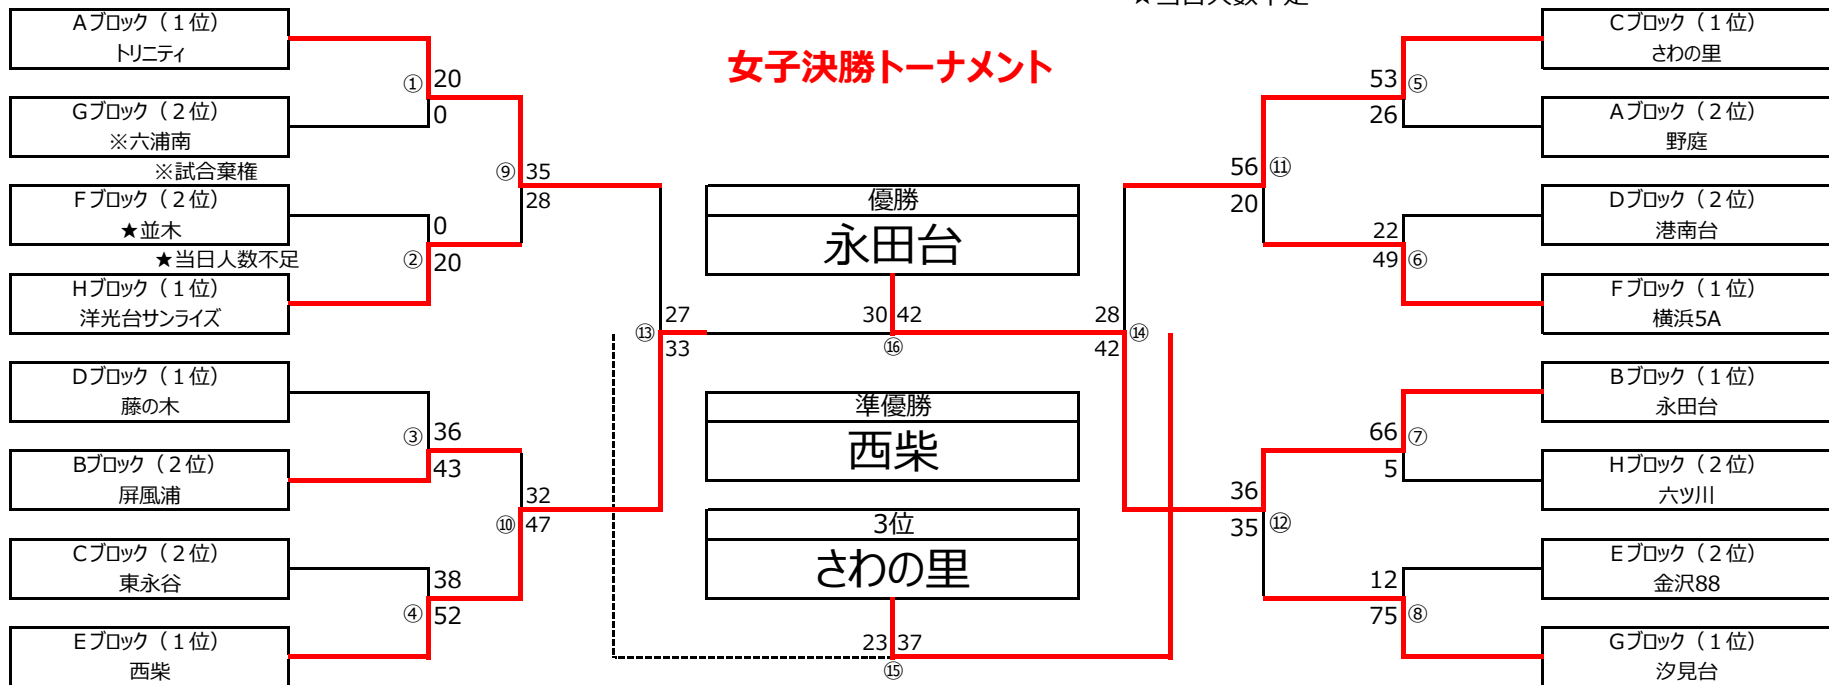 ★当日人数不足
女子決勝トーナメント
Aブロック（１位）
トリニティ
① 20
0
Gブロック（２位）
※六浦南
※試合棄権
⑨ 35
28
Fブロック（２位）
★並木
0
★当日人数不足
② 20
Hブロック（１位）
洋光台サンライズ
⑬ 27
33
Dブロック（１位）
藤の木
③ 36
43
Bブロック（２位）
屏風浦
32
⑩ 47
Cブロック（２位）
東永谷
38
④ 52
Eブロック（１位）
西柴
優勝
永田台
30 42
⑯
準優勝
西柴
3位
さわの里
23 37
⑮
Cブロック（１位）
さわの里
53 ⑤
26
Aブロック（２位）
野庭
56 ⑪
20
Dブロック（２位）
港南台
22
49 ⑥
Fブロック（１位）
横浜5A
28 ⑭
42
Bブロック（１位）
永田台
66 ⑦
5
Hブロック（２位）
六ツ川
36
35 ⑫
Eブロック（２位）
金沢88
12
75 ⑧
Gブロック（１位）
汐見台